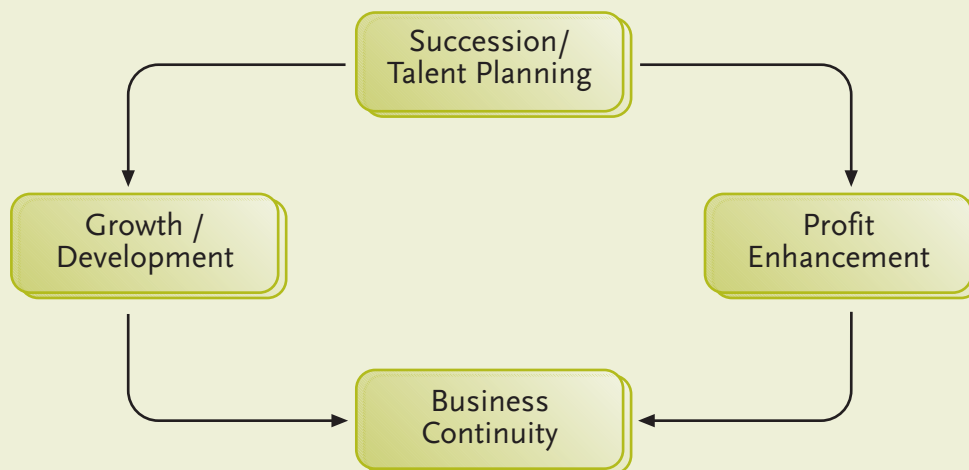 Succession/
Talent Planning
Growth /
Development
Profit
Enhancement
Business
Continuity